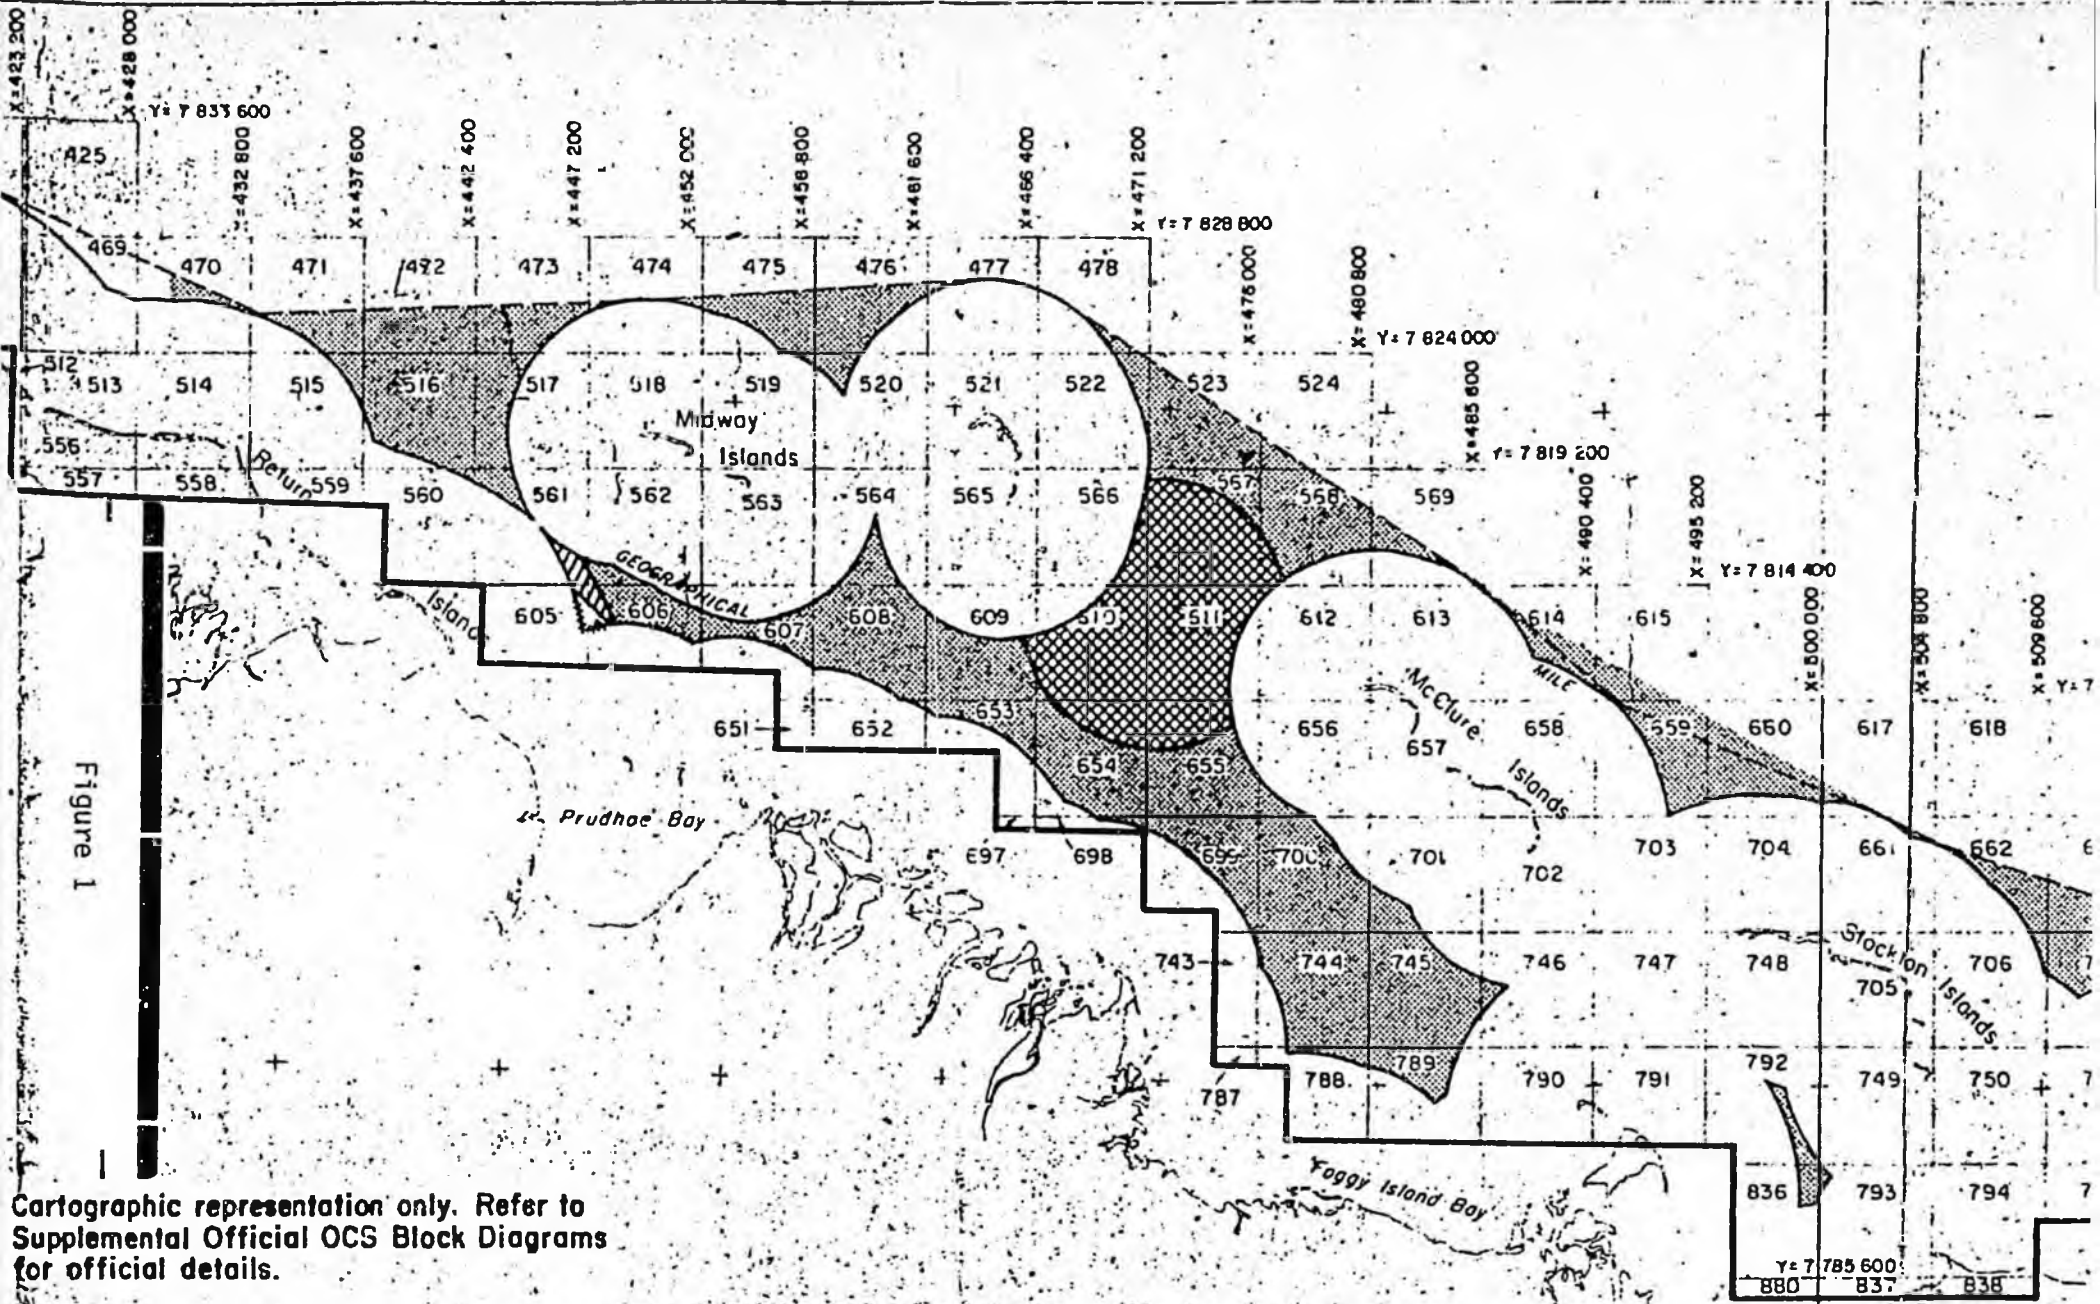 X=423 200
X=428 000
Y= 7 833 600
X=432 800
X=437 600
X=442 400
X=447 200
X=452 000
X=458 800
X=461 600
X=466 400
X=471 200
Y= 7 828 800
X=476 000
X=480 800
Y= 7 824 000
X=485 600
Y= 7 819 200
X= 490 400
X= 495 200
Y= 7 814 400
X=500 000
X=504 800
X=509 600
Y= 7
425
469
470 471 472 473 474 475 476 477 478
512
513 514 515 516 517 518 519 520 521 522 523 524
Midway
Islands
556
557 558 559 560 561 562 563 564 565 566 567 568 569
Return
Islands
GEOGRAPHICAL
MILE
605 606 607 608 609 610 611 612 613 614 615
McClure
Islands
651 652 653 654 655 656 657 658 659 660 617 618
Prudhoe Bay
697 698 699 700 701 702 703 704 661 662 6
743 744 745 746 747 748 705 706 7
Stockton
Islands
787 788 789 790 791 792 749 750 7
Foggy Island Bay
836 793 794 7
Y= 7 785 600
880 837 838
Figure 1
Cartographic representation only. Refer to
Supplemental Official OCS Block Diagrams
for official details.